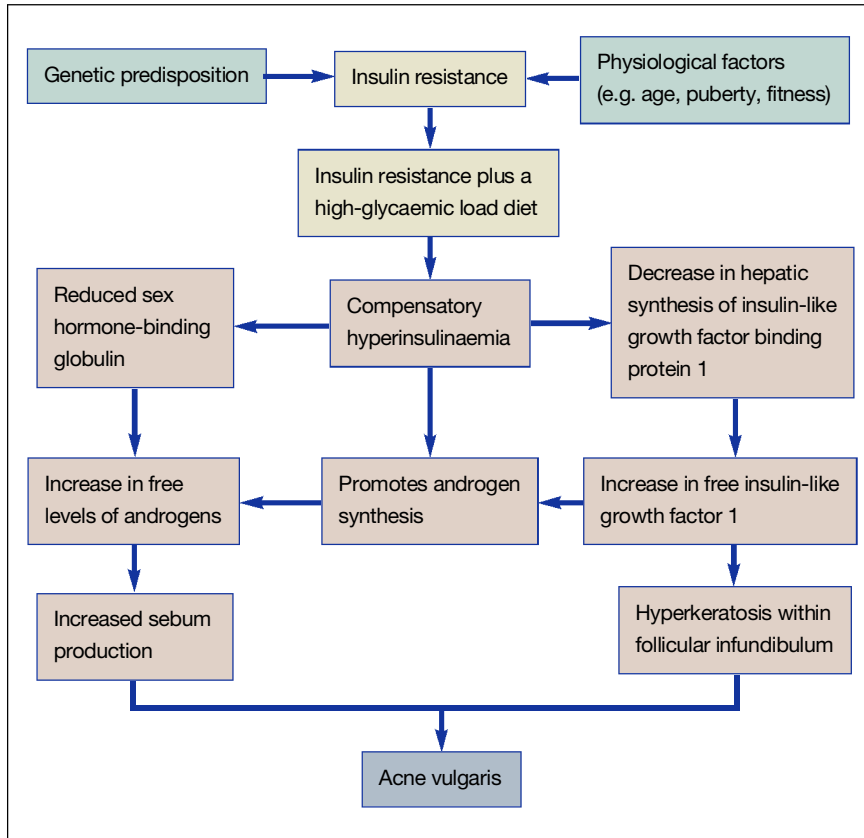 Genetic predisposition
Insulin resistance
Physiological factors
(e.g. age, puberty, fitness)
Insulin resistance plus a
high-glycaemic load diet
Reduced sex
hormone-binding
globulin
Compensatory
hyperinsulinaemia
Decrease in hepatic
synthesis of insulin-like
growth factor binding
protein 1
Increase in free
levels of androgens
Promotes androgen
synthesis
Increase in free insulin-like
growth factor 1
Increased sebum
production
Hyperkeratosis within
follicular infundibulum
Acne vulgaris